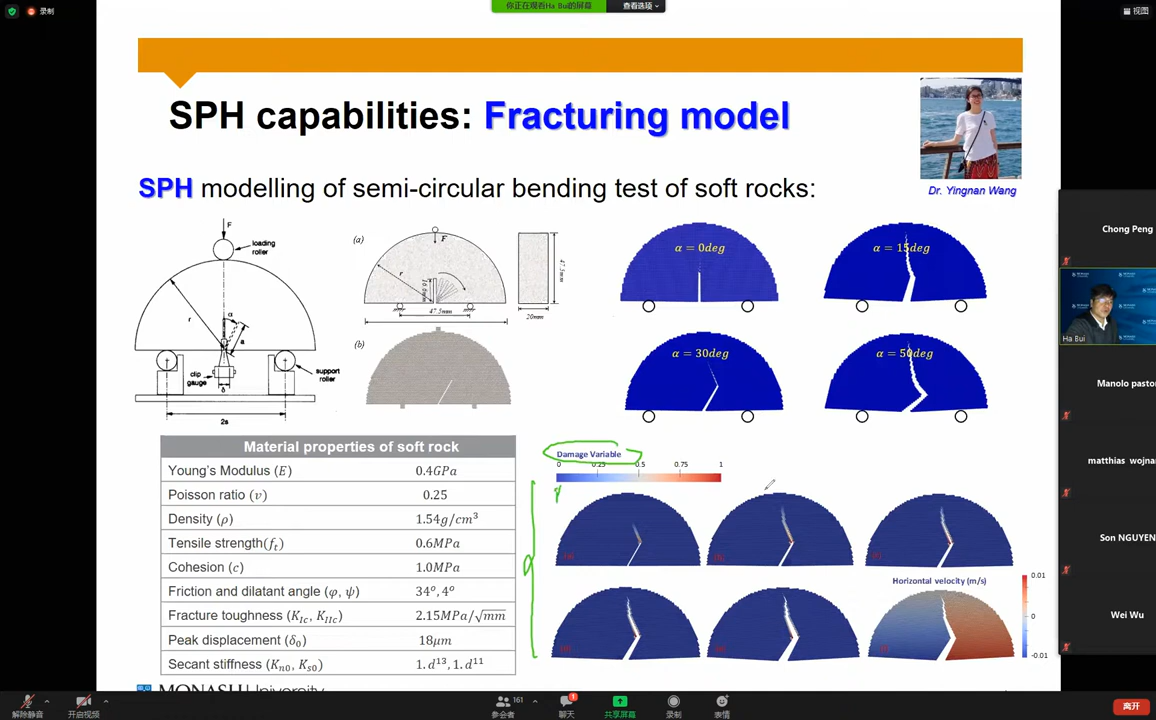 录制
你正在观看Ha Bui的屏幕
查看选项
视图
SPH capabilities: Fracturing model
Dr. Yingnan Wang
SPH modelling of semi-circular bending test of soft rocks:
F
loading
roller
r
α
a
clip
gauge
δ
support
roller
2s
(a)
F
r
47.5mm
47.5mm
20mm
(b)
α = 0deg
α = 15deg
α = 30deg
α = 50deg
Material properties of soft rock
Young's Modulus (E) 0.4GPa
Poisson ratio (v) 0.25
Density (ρ) 1.54g/cm³
Tensile strength(fₜ) 0.6MPa
Cohesion (c) 1.0MPa
Friction and dilatant angle (φ, ψ) 34°, 4°
Fracture toughness (K_Ic, K_IIc) 2.15MPa/√mm
Peak displacement (δ₀) 18μm
Secant stiffness (K_n0, K_s0) 1.d¹³, 1.d¹¹
Damage Variable
0 0.25 0.5 0.75 1
Horizontal velocity (m/s)
0.01
0
-0.01
MONASH University
Chong Peng
Ha Bui
Manolo pasto
matthias wojna
Son NGUYEN
Wei Wu
解除静音
开启视频
161
参会者
1
聊天
共享屏幕
录制
表情
离开